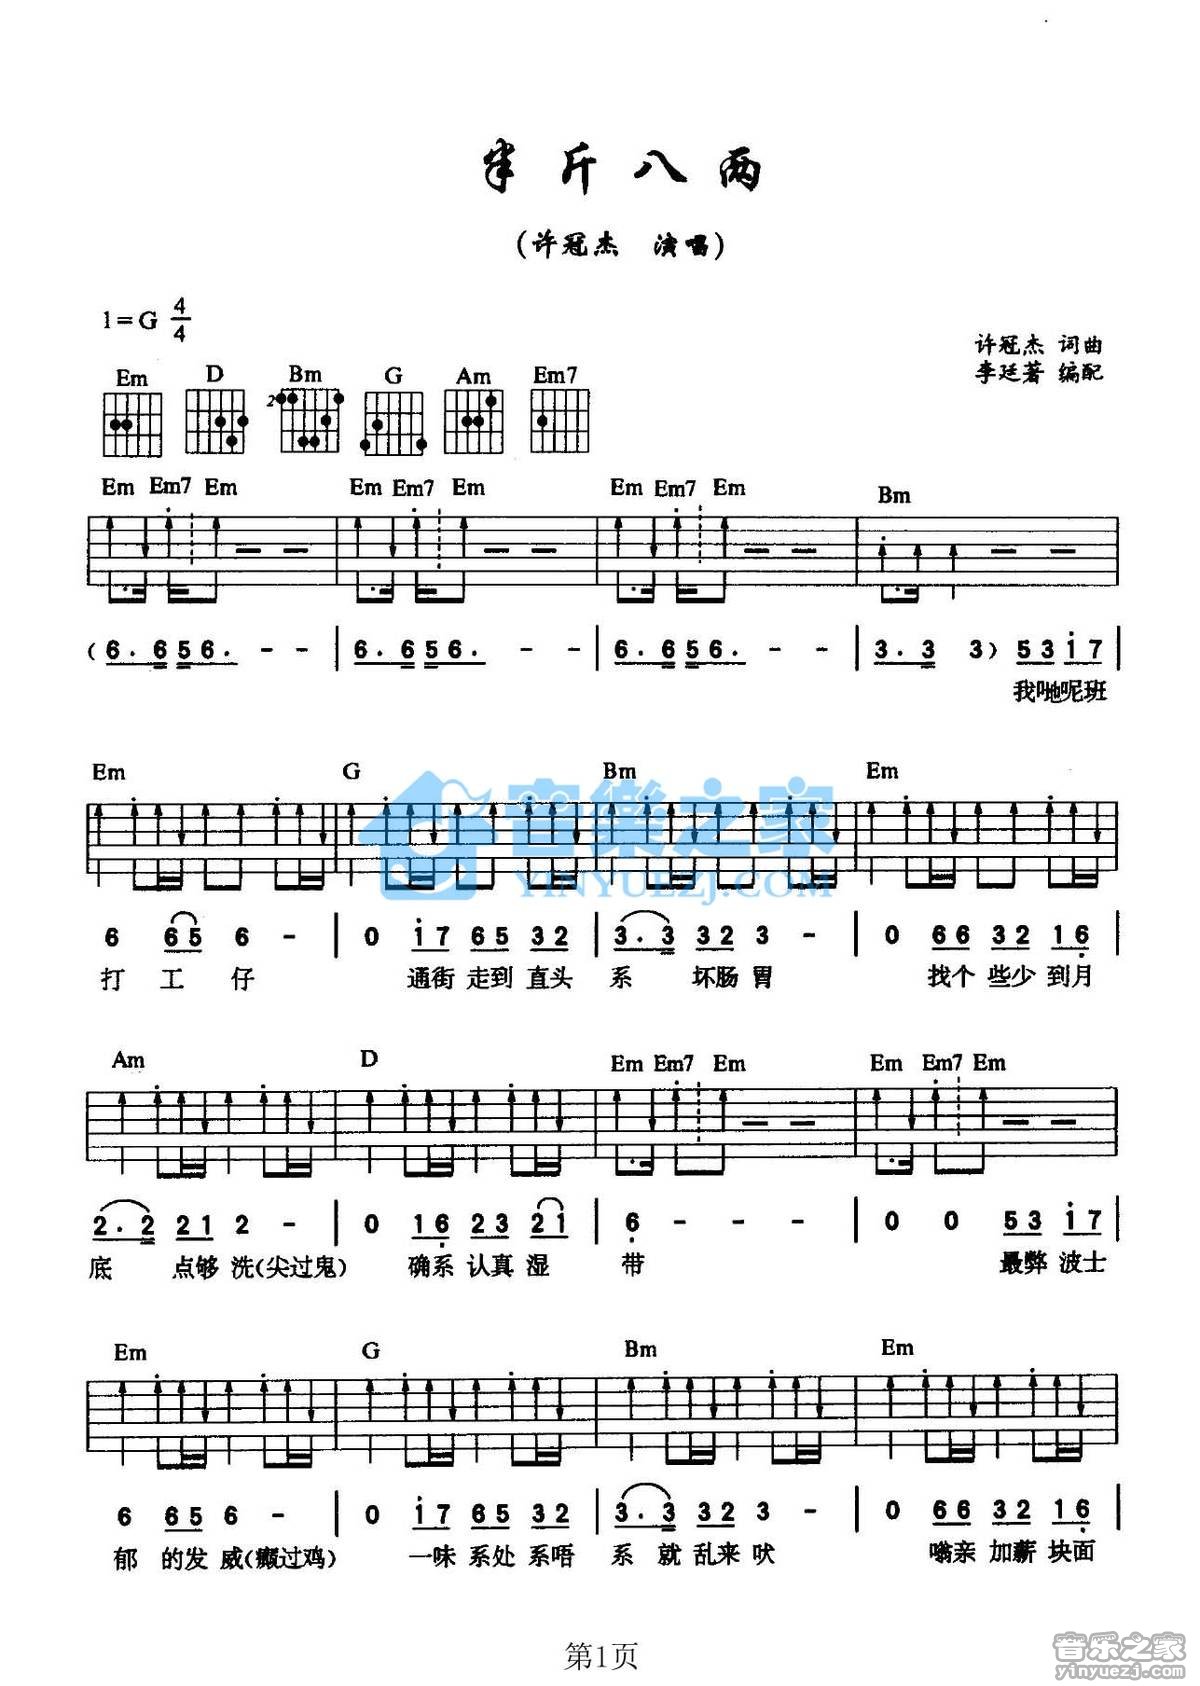 半斤八两
(许冠杰 演唱)
1=G 4/4
许冠杰 词曲
李廷著 编配
Em D Bm G Am Em7
2
Em Em7 Em Em Em7 Em Em Em7 Em Bm
(6. 6 5 6. - - | 6. 6 5 6. - - | 6. 6 5 6. - - | 3. 3 3) 5 3 i 7 |
我哋呢班
Em G Bm Em
音樂之家
YINYUEZJ.COM
6 6 5 6 - | 0 i 7 6 5 3 2 | 3. 3 3 2 3 - | 0 6 6 3 2 1 6 |
打 工 仔 通街 走到 直头 系 坏肠 胃 找个 些少 到月
Am D Em Em7 Em Em Em7 Em
2. 2 2 1 2 - | 0 1 6 2 3 2 1 | 6 - - - | 0 0 5 3 i 7 |
底 点够 洗(尖过鬼) 确系 认真 湿 带 最弊 波士
Em G Bm Em
6 6 5 6 - | 0 i 7 6 5 3 2 | 3. 3 3 2 3 - | 0 6 6 3 2 1 6 |
郁 的发 威(癫过鸡) 一味 系处 系唔 系 就 乱来 吠 嗡亲 加薪 块面
第1页
音乐之家
yinyuezj.com